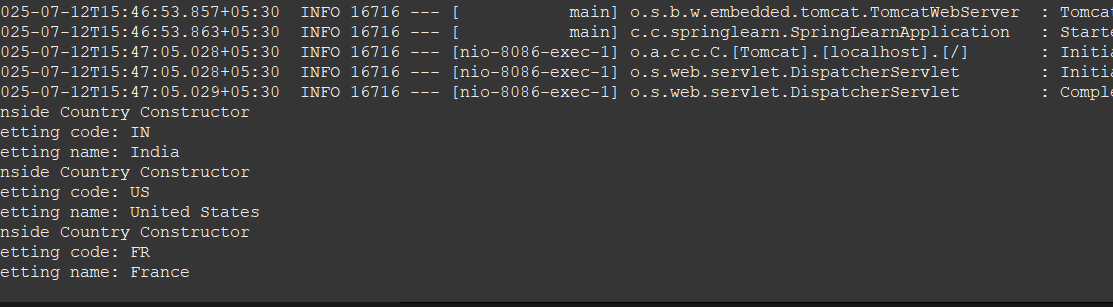 025-07-12T15:46:53.857+05:30  INFO 16716 --- [           main] o.s.b.w.embedded.tomcat.TomcatWebServer  : Tomca
025-07-12T15:46:53.863+05:30  INFO 16716 --- [           main] c.c.springlearn.SpringLearnApplication   : Starte
025-07-12T15:47:05.028+05:30  INFO 16716 --- [nio-8086-exec-1] o.a.c.c.C.[Tomcat].[localhost].[/]       : Initia
025-07-12T15:47:05.028+05:30  INFO 16716 --- [nio-8086-exec-1] o.s.web.servlet.DispatcherServlet        : Initia
025-07-12T15:47:05.029+05:30  INFO 16716 --- [nio-8086-exec-1] o.s.web.servlet.DispatcherServlet        : Comple
nside Country Constructor
etting code: IN
etting name: India
nside Country Constructor
etting code: US
etting name: United States
nside Country Constructor
etting code: FR
etting name: France